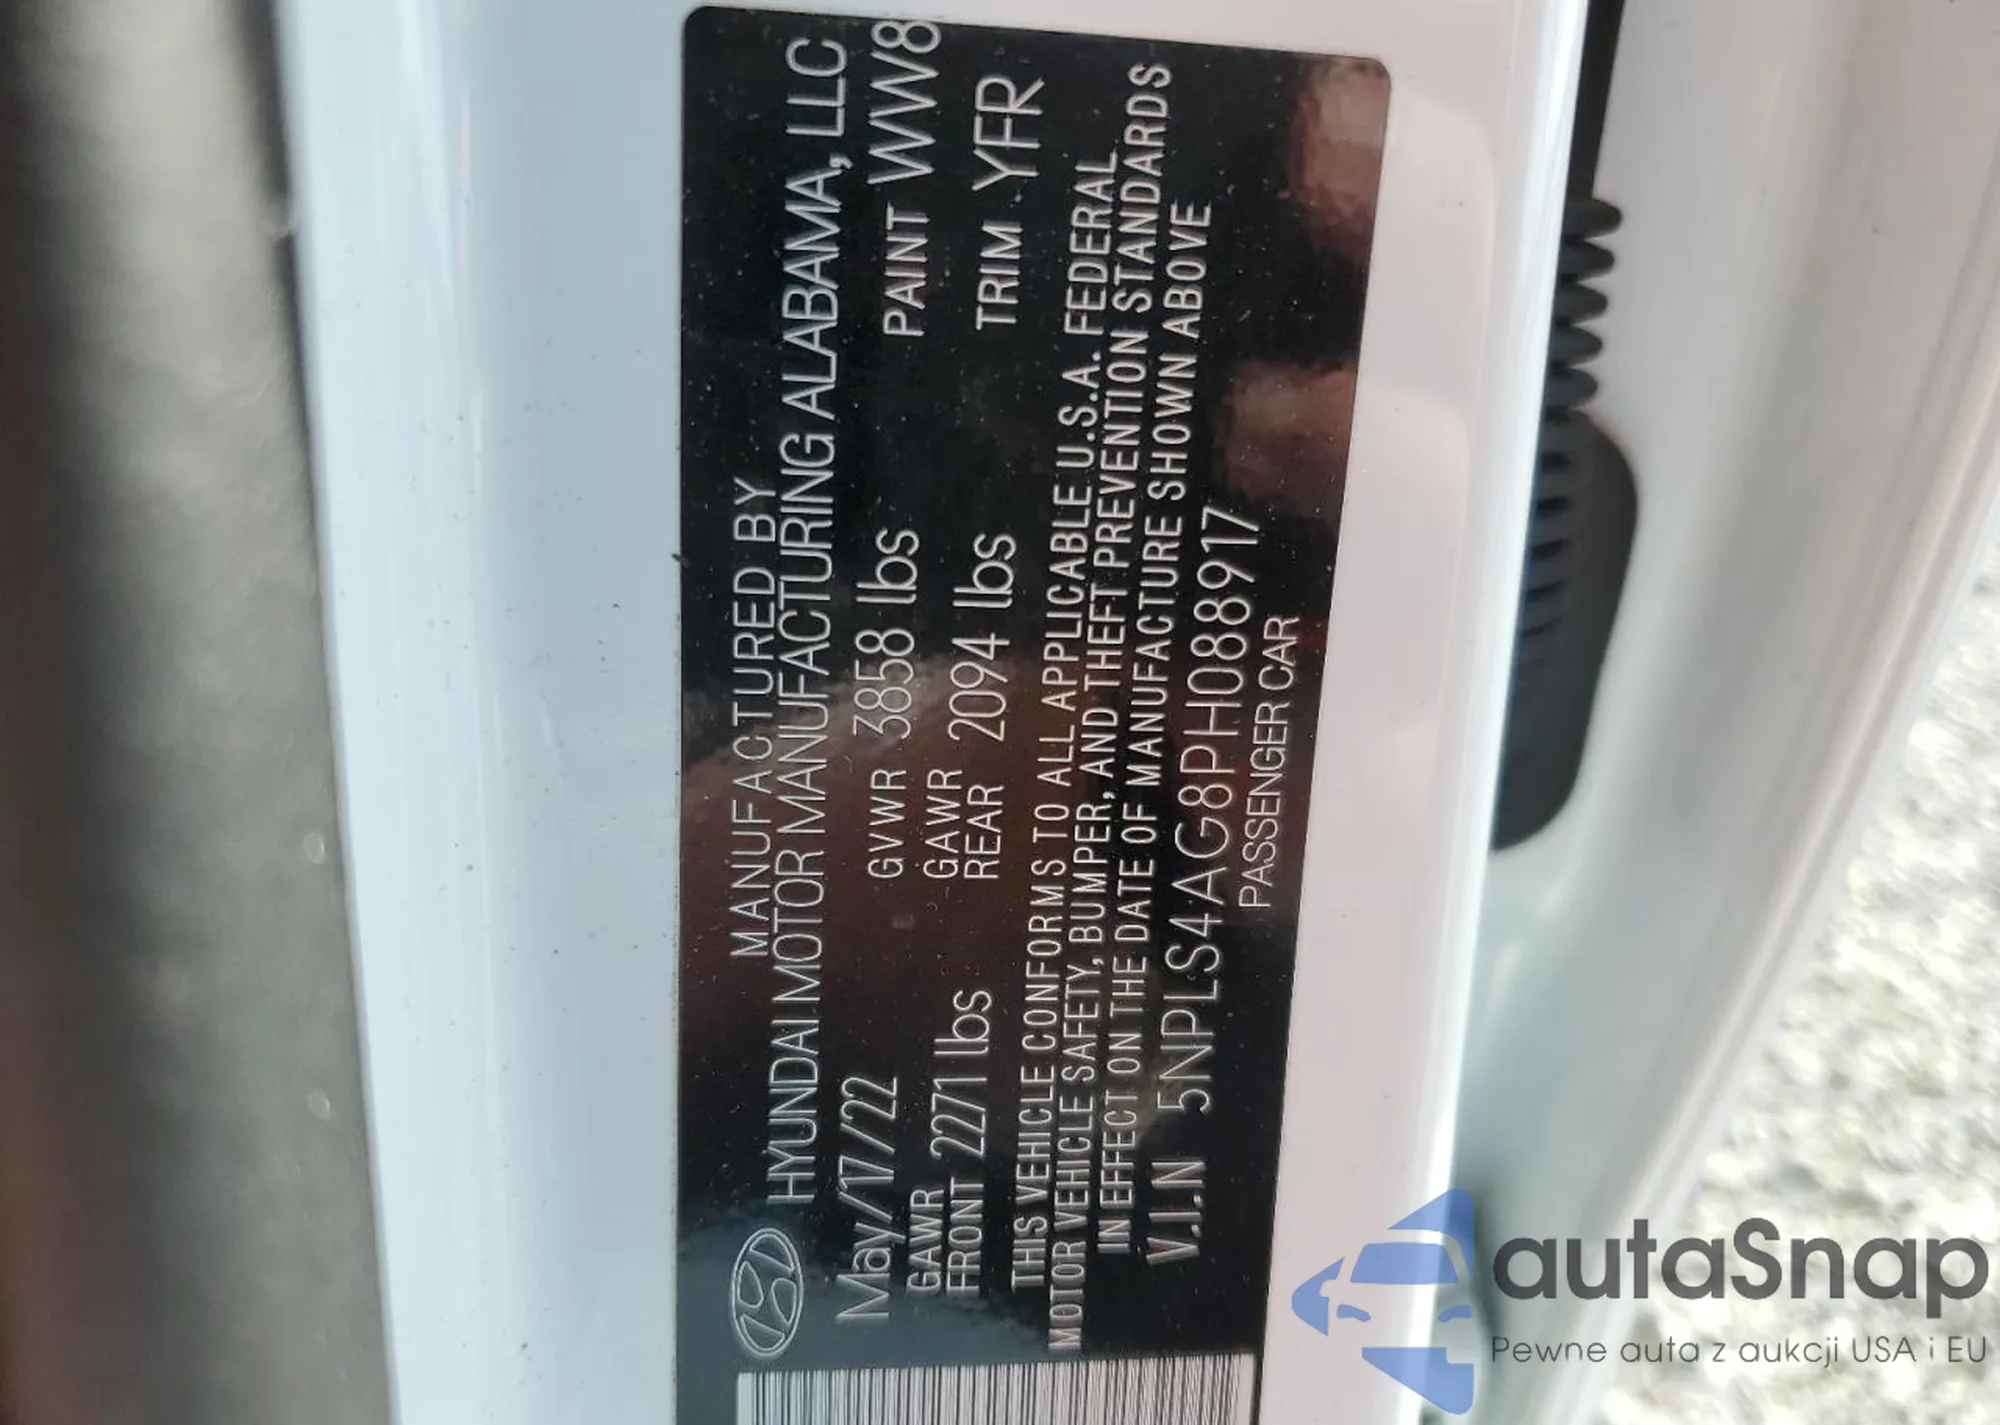 MANUFACTURED BY
HYUNDAI MOTOR MANUFACTURING ALABAMA, LLC
May/17/22 GVWR 3858 lbs PAINT WW8
GAWR FRONT 2271 lbs GAWR REAR 2094 lbs TRIM YFR
THIS VEHICLE CONFORMS TO ALL APPLICABLE U.S.A. FEDERAL
MOTOR VEHICLE SAFETY, BUMPER, AND THEFT PREVENTION STANDARDS
IN EFFECT ON THE DATE OF MANUFACTURE SHOWN ABOVE
V.I.N 5NPLS4AG8PH088917
PASSENGER CAR
autaSnap
Pewne auta z aukcji USA i EU